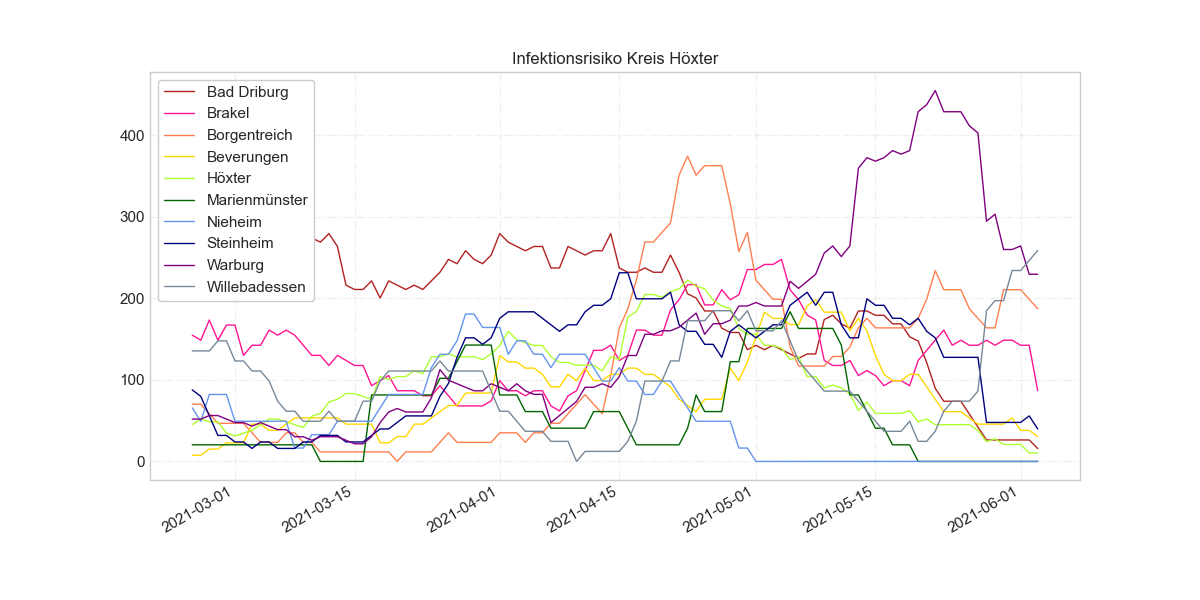 Infektionsrisiko Kreis Höxter
Bad Driburg
Brakel
Borgentreich
Beverungen
Höxter
Marienmünster
Nieheim
Steinheim
Warburg
Willebadessen
400
300
200
100
0
2021-03-01
2021-03-15
2021-04-01
2021-04-15
2021-05-01
2021-05-15
2021-06-01